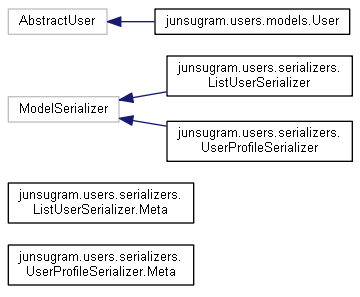 AbstractUser
junsugram.users.models.User
junsugram.users.serializers.
ListUserSerializer
ModelSerializer
junsugram.users.serializers.
UserProfileSerializer
junsugram.users.serializers.
ListUserSerializer.Meta
junsugram.users.serializers.
UserProfileSerializer.Meta